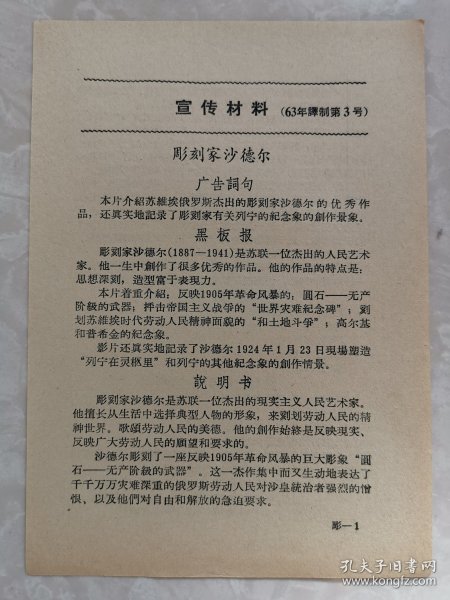 宣传材料 (63年譯制第3号)
彫刻家沙德尔
广告詞句
本片介紹苏維埃俄罗斯杰出的彫刻家沙德尔的优秀作
品，还真实地記录了彫刻家有关列宁的紀念象的創作景象。
黑板报
彫刻家沙德尔(1887—1941)是苏联一位杰出的人民艺术
家。他一生中創作了很多优秀的作品。他的作品的特点是：
思想深刻，造型富于表現力。
本片着重介紹：反映1905年革命风暴的；圓石——无产
阶級的武器；抨击帝国主义战爭的“世界灾难紀念碑”；刻
划苏維埃时代劳动人民精神面貌的“和土地斗爭”；高尔基
和普希金的紀念象。
影片还真实地記录了沙德尔1924年1月23日現場塑造
“列宁在灵柩里”和列宁的其他紀念象的創作情景。
說明书
彫刻家沙德尔是苏联一位杰出的現实主义人民艺术家。
他擅长从生活中选择典型人物的形象，来刻划劳动人民的精
神世界。歌頌劳动人民的美德。他的創作始終是反映現实、
反映广大劳动人民的願望和要求的。
沙德尔彫刻了一座反映1905年革命风暴的巨大彫象“圓
石——无产阶級的武器”。这一杰作集中而又生动地表达了
千千万万灾难深重的俄罗斯劳动人民对沙皇統治者强烈的憎
恨、以及他們对自由和解放的急迫要求。
彫—1
孔夫子旧书网
www.kongfz.com